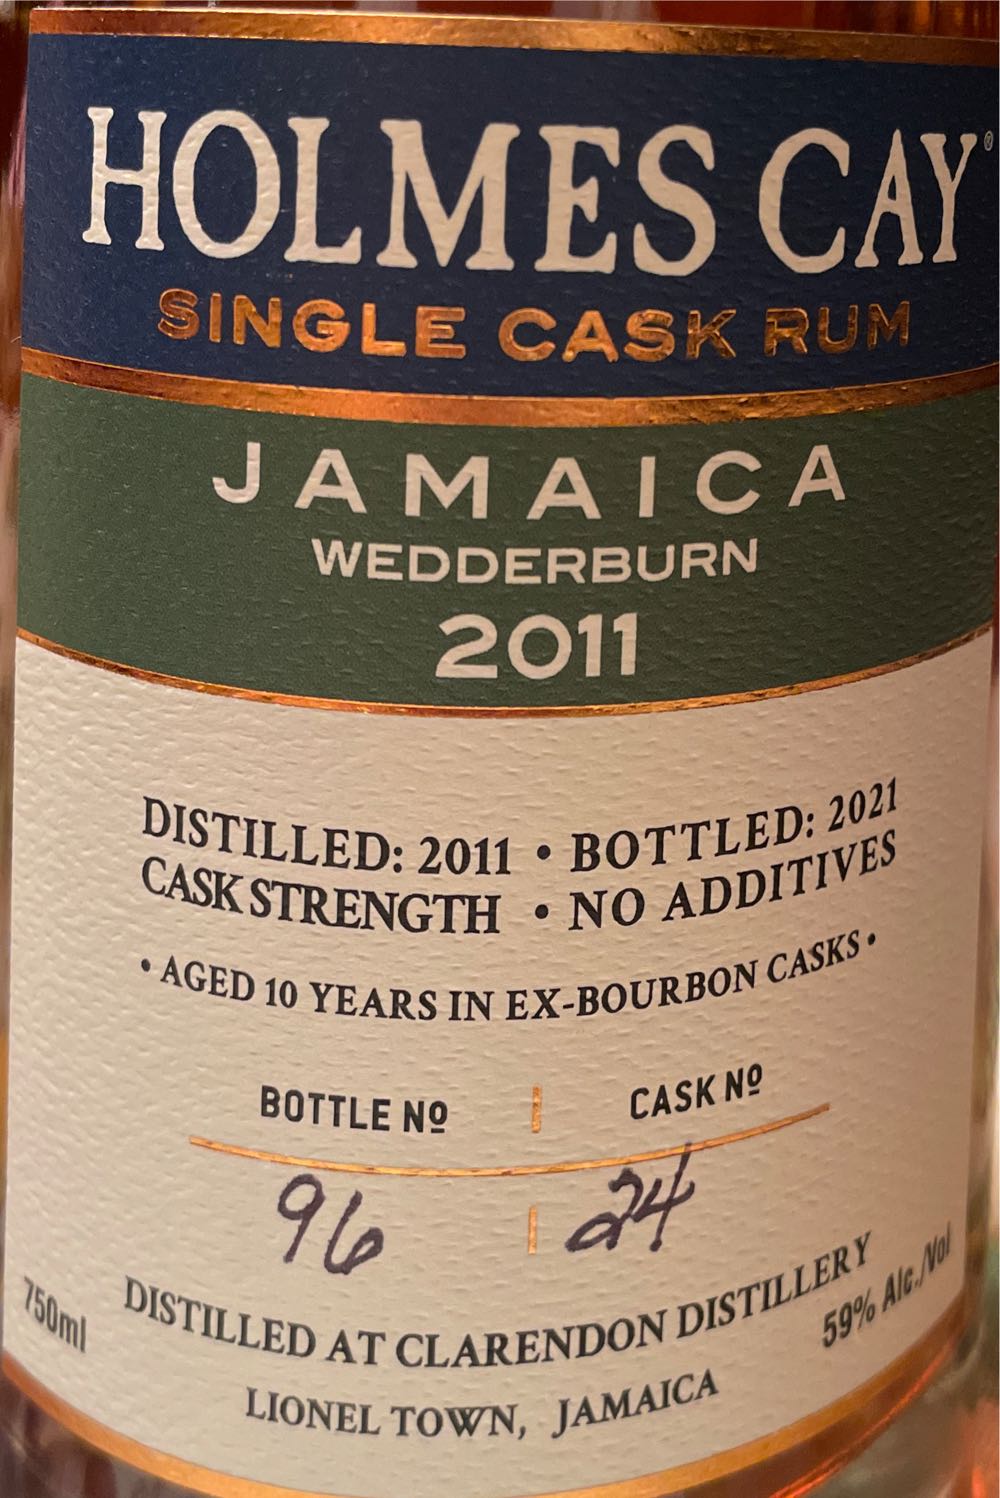 HOLMES CAY®
SINGLE CASK RUM
JAMAICA
WEDDERBURN
2011
DISTILLED: 2011 • BOTTLED: 2021
CASK STRENGTH • NO ADDITIVES
• AGED 10 YEARS IN EX-BOURBON CASKS •
BOTTLE Nº | CASK Nº
96 | 24
750ml DISTILLED AT CLARENDON DISTILLERY 59% Alc./Vol
LIONEL TOWN, JAMAICA